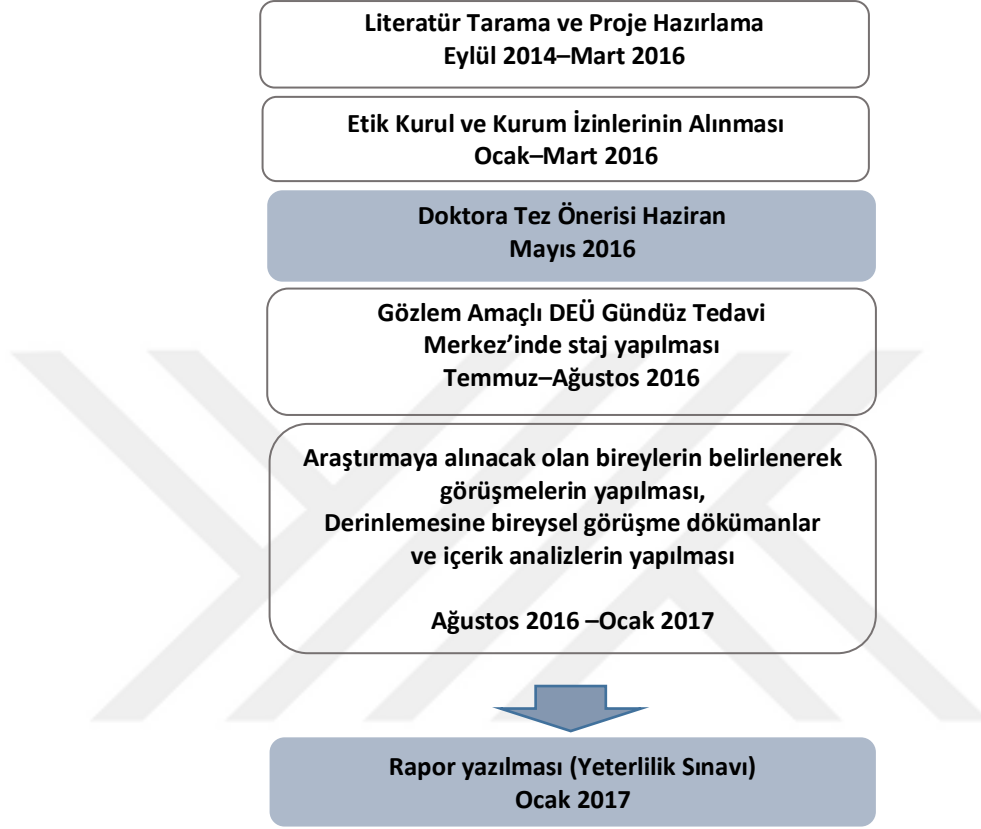 Literatür Tarama ve Proje Hazırlama
Eylül 2014–Mart 2016
Etik Kurul ve Kurum İzinlerinin Alınması
Ocak–Mart 2016
Doktora Tez Önerisi Haziran
Mayıs 2016
Gözlem Amaçlı DEÜ Gündüz Tedavi
Merkez’inde staj yapılması
Temmuz–Ağustos 2016
Araştırmaya alınacak olan bireylerin belirlenerek
görüşmelerin yapılması,
Derinlemesine bireysel görüşme dökümanlar
ve içerik analizlerin yapılması
Ağustos 2016 –Ocak 2017
Rapor yazılması (Yeterlilik Sınavı)
Ocak 2017